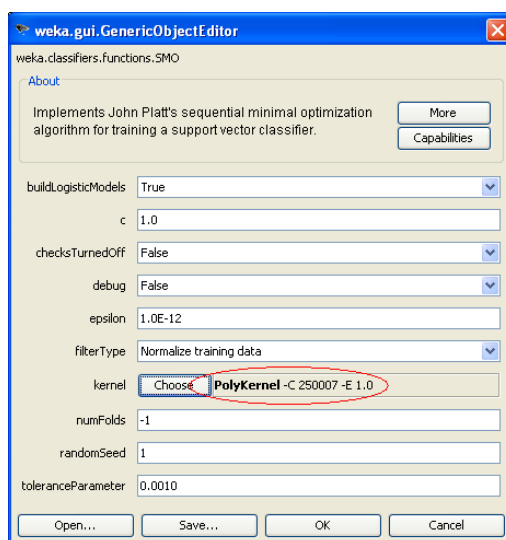 weka.gui.GenericObjectEditor
weka.classifiers.functions.SMO
About
Implements John Platt's sequential minimal optimization
algorithm for training a support vector classifier.
More
Capabilities
buildLogisticModels True
c 1.0
checksTurnedOff False
debug False
epsilon 1.0E-12
filterType Normalize training data
kernel Choose PolyKernel -C 250007 -E 1.0
numFolds -1
randomSeed 1
toleranceParameter 0.0010
Open... Save... OK Cancel